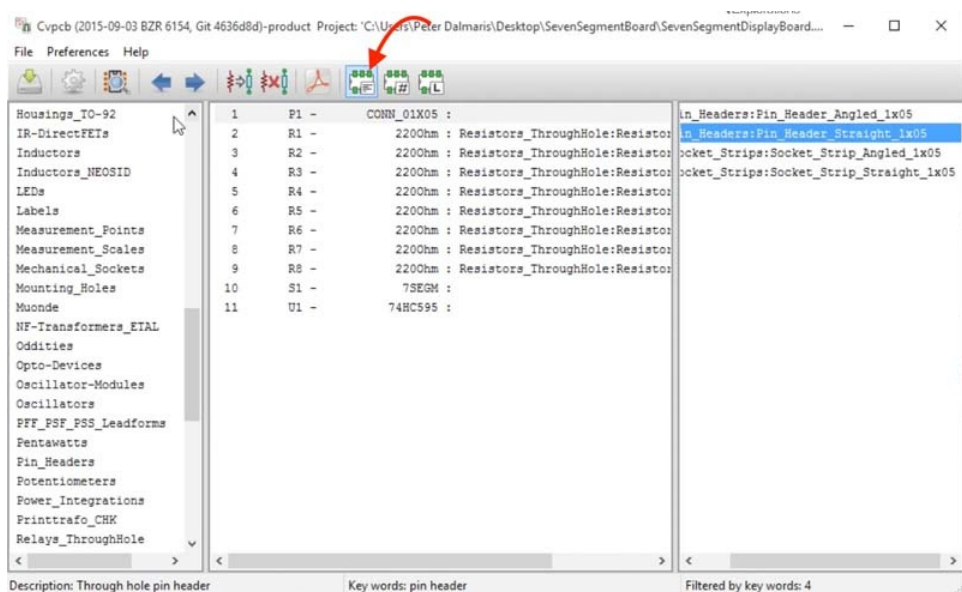 Cvpcb (2015-09-03 BZR 6154, Git 4636d8d)-product Project: 'C:\Users\Peter Dalmaris\Desktop\SevenSegmentBoard\SevenSegmentDisplayBoard....
File Preferences Help
Housings_TO-92
IR-DirectFETs
Inductors
Inductors_NEOSID
LEDs
Labels
Measurement_Points
Measurement_Scales
Mechanical_Sockets
Mounting_Holes
Muonde
NF-Transformers_ETAL
Oddities
Opto-Devices
Oscillator-Modules
Oscillators
PFF_PSF_PSS_Leadforms
Pentawatts
Pin_Headers
Potentiometers
Power_Integrations
Printtrafo_CHK
Relays_ThroughHole
1 P1 - CONN_01X05 :
2 R1 - 220Ohm : Resistors_ThroughHole:Resistor
3 R2 - 220Ohm : Resistors_ThroughHole:Resistor
4 R3 - 220Ohm : Resistors_ThroughHole:Resistor
5 R4 - 220Ohm : Resistors_ThroughHole:Resistor
6 R5 - 220Ohm : Resistors_ThroughHole:Resistor
7 R6 - 220Ohm : Resistors_ThroughHole:Resistor
8 R7 - 220Ohm : Resistors_ThroughHole:Resistor
9 R8 - 220Ohm : Resistors_ThroughHole:Resistor
10 S1 - 7SEGM :
11 U1 - 74HC595 :
in_Headers:Pin_Header_Angled_1x05
in_Headers:Pin_Header_Straight_1x05
ocket_Strips:Socket_Strip_Angled_1x05
ocket_Strips:Socket_Strip_Straight_1x05
Description: Through hole pin header
Key words: pin header
Filtered by key words: 4